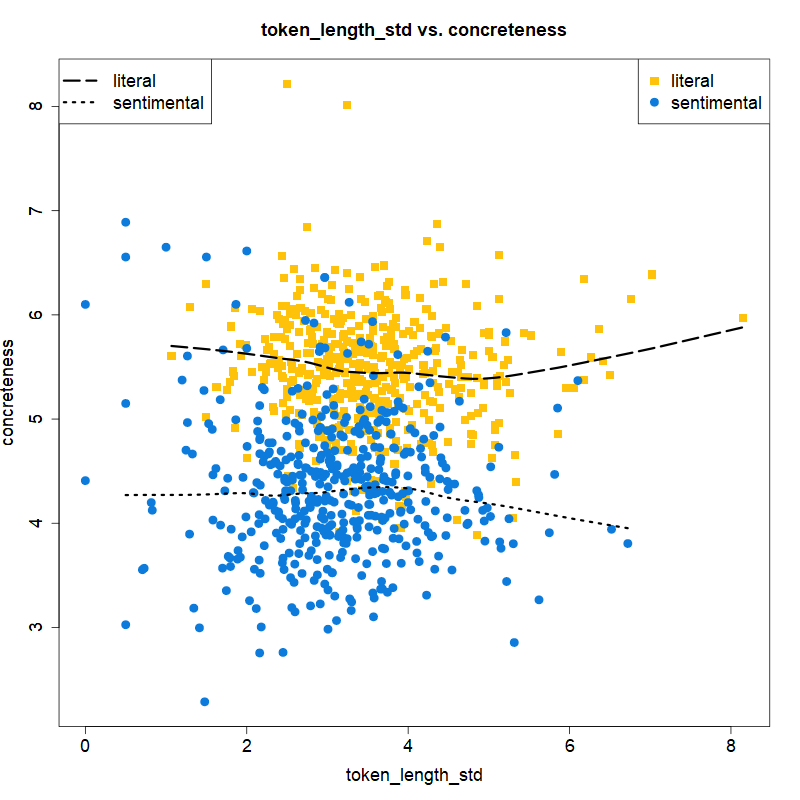 token_length_std vs. concreteness
literal
sentimental
literal
sentimental
8
7
6
5
4
3
concreteness
0 2 4 6 8
token_length_std